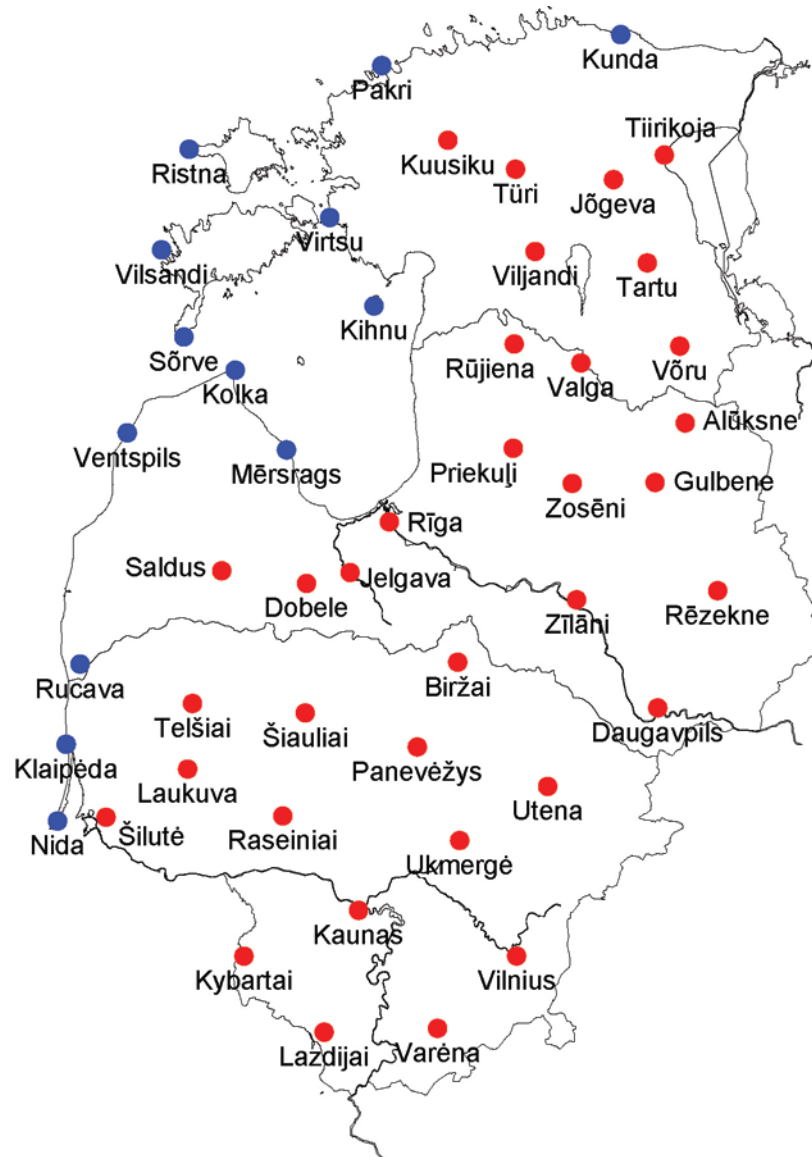 Kunda
Pakri
Tiirikoja
Kuusiku
Ristna
Türi
Jõgeva
Virtsu
Vilsandi
Viljandi
Tartu
Kihnu
Sõrve
Rūjiena
Valga
Võru
Kolka
Alūksne
Ventspils
Mērsrags
Priekuļi
Zosēni
Gulbene
Rīga
Saldus
Jelgava
Dobele
Zīlāni
Rēzekne
Rucava
Biržai
Telšiai
Šiauliai
Daugavpils
Klaipėda
Panevėžys
Laukuva
Utena
Nida
Šilutė
Raseiniai
Ukmergė
Kaunas
Kybartai
Vilnius
Lazdijai
Varėna